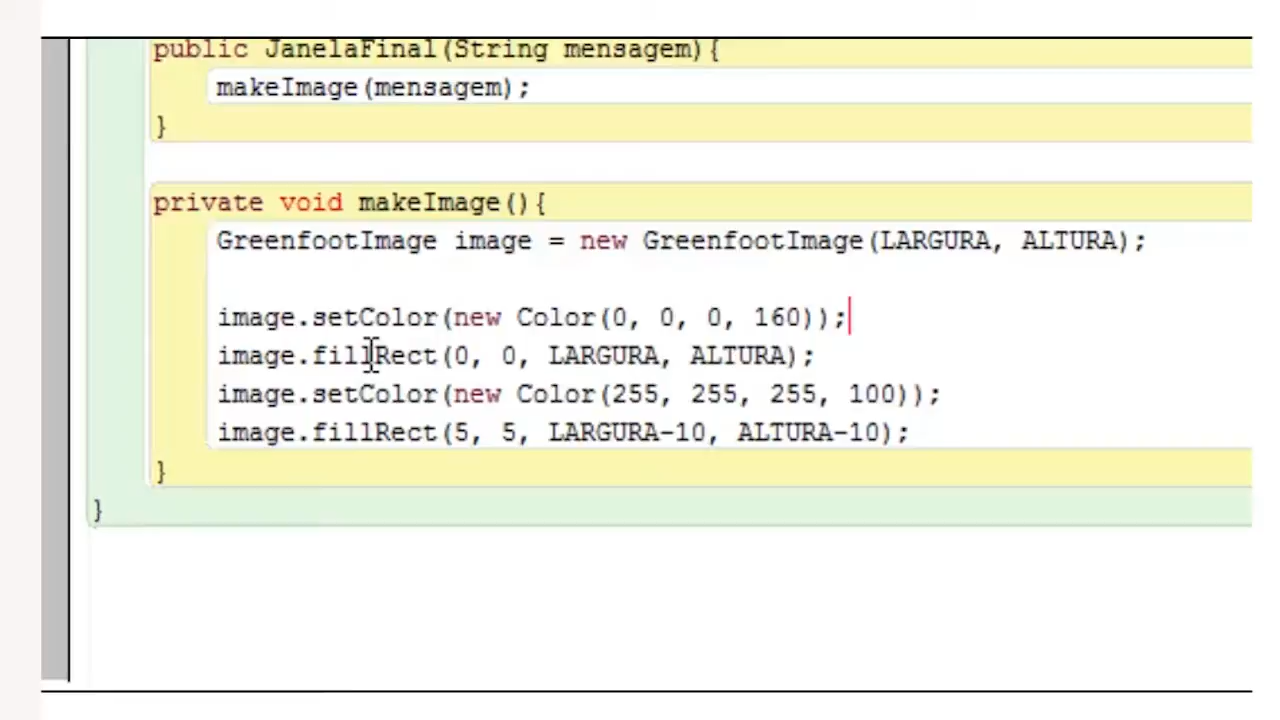 public JanelaFinal(String mensagem){
makeImage(mensagem);
}
private void makeImage(){
GreenfootImage image = new GreenfootImage(LARGURA, ALTURA);
image.setColor(new Color(0, 0, 0, 160));
image.fillRect(0, 0, LARGURA, ALTURA);
image.setColor(new Color(255, 255, 255, 100));
image.fillRect(5, 5, LARGURA-10, ALTURA-10);
}
}